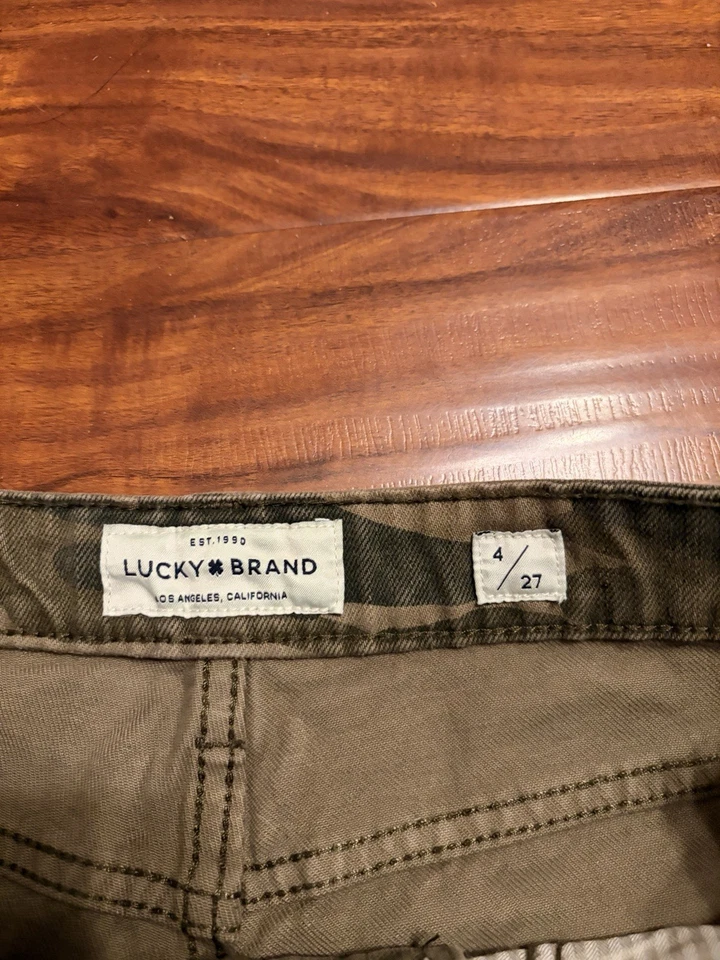 EST.1990
LUCKY BRAND
LOS ANGELES, CALIFORNIA
4/27